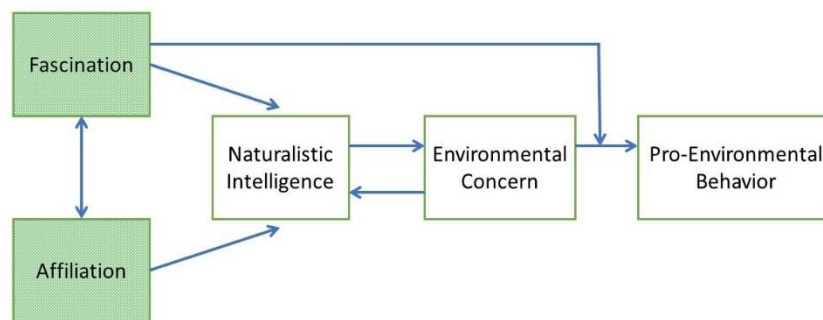 Fascination
Naturalistic
Intelligence
Environmental
Concern
Pro-Environmental
Behavior
Affiliation